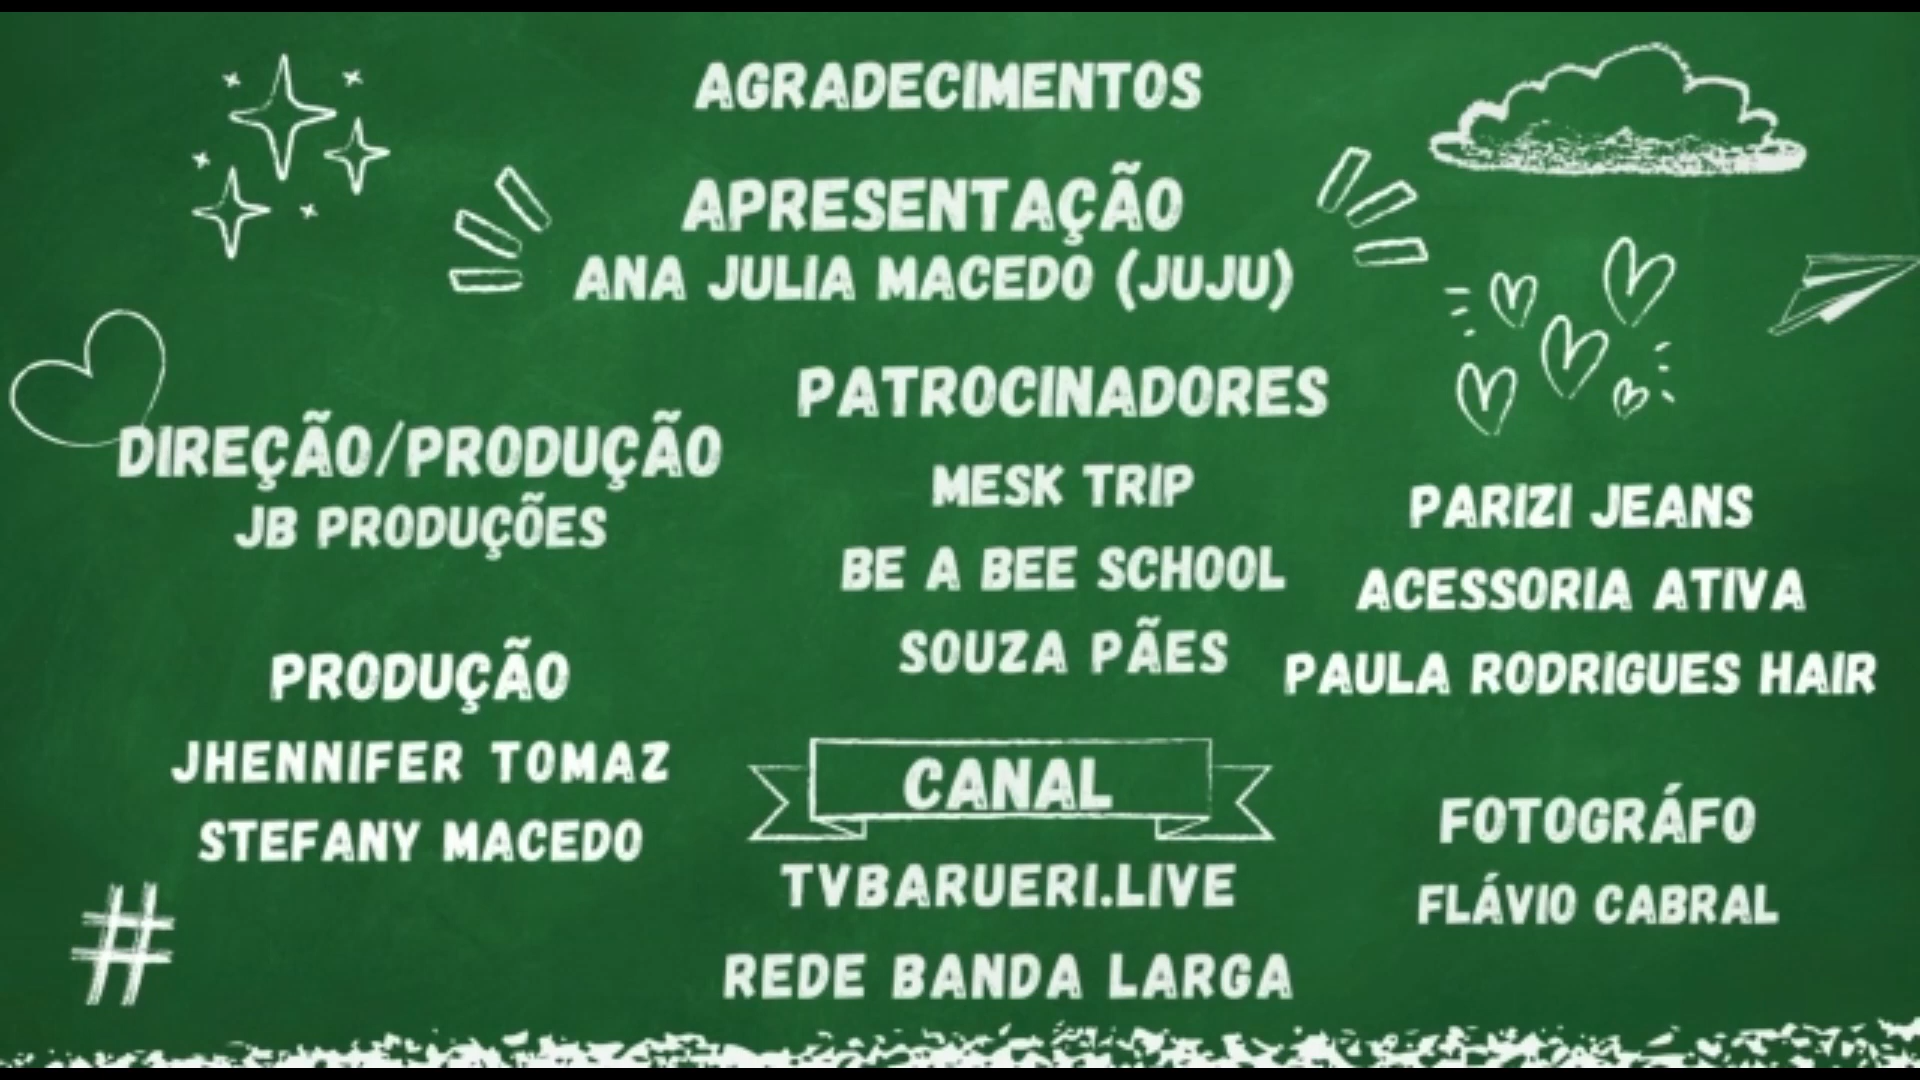 AGRADECIMENTOS
APRESENTAÇÃO
ANA JULIA MACEDO (JUJU)
DIREÇÃO/PRODUÇÃO
JB PRODUÇÕES
PRODUÇÃO
JHENNIFER TOMAZ
STEFANY MACEDO
#
PATROCINADORES
MESK TRIP
BE A BEE SCHOOL
SOUZA PÃES
PARIZI JEANS
ACESSORIA ATIVA
PAULA RODRIGUES HAIR
CANAL
TVBARUERI.LIVE
REDE BANDA LARGA
FOTOGRÁFO
FLÁVIO CABRAL